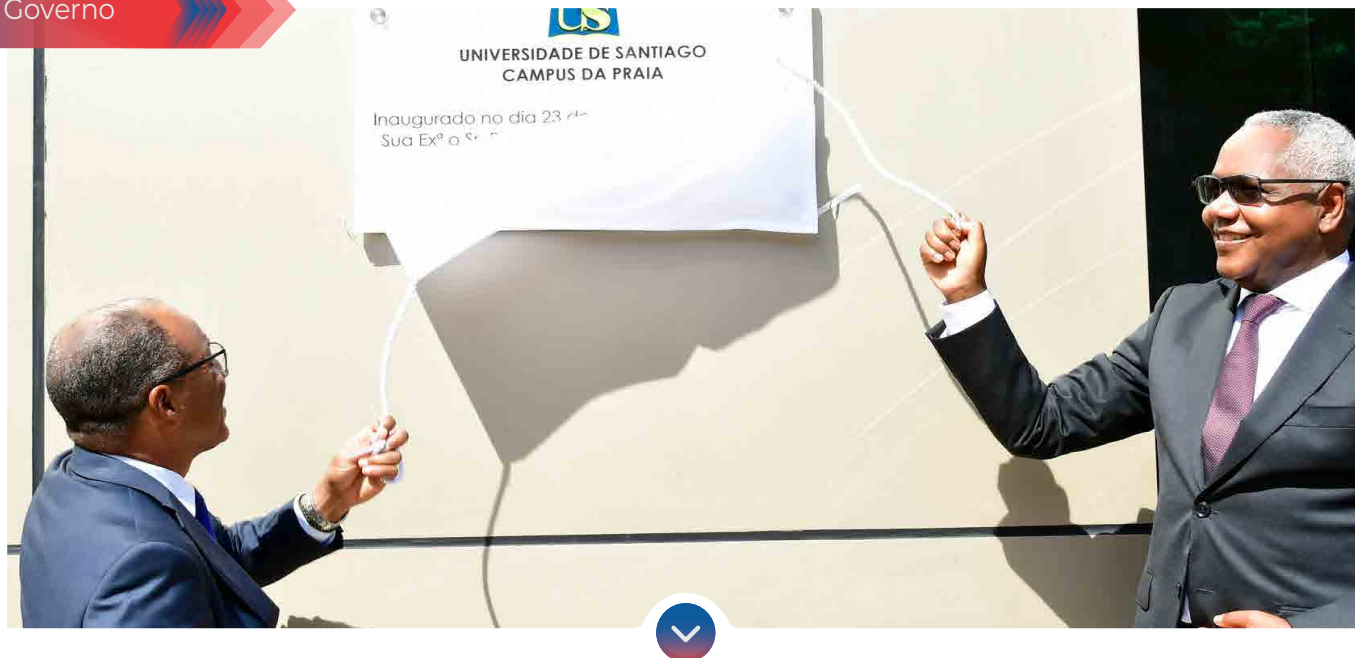 Governo
US
UNIVERSIDADE DE SANTIAGO
CAMPUS DA PRAIA
Inaugurado no dia 23
Sua Exª o